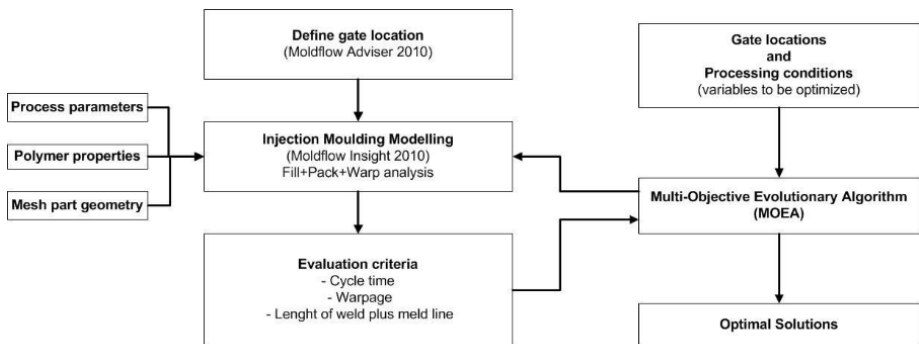 Define gate location
(Moldflow Adviser 2010)
Gate locations
and
Processing conditions
(variables to be optimized)
Process parameters
Polymer properties
Mesh part geometry
Injection Moulding Modelling
(Moldflow Insight 2010)
Fill+Pack+Warp analysis
Multi-Objective Evolutionary Algorithm
(MOEA)
Evaluation criteria
- Cycle time
- Warpage
- Lenght of weld plus meld line
Optimal Solutions